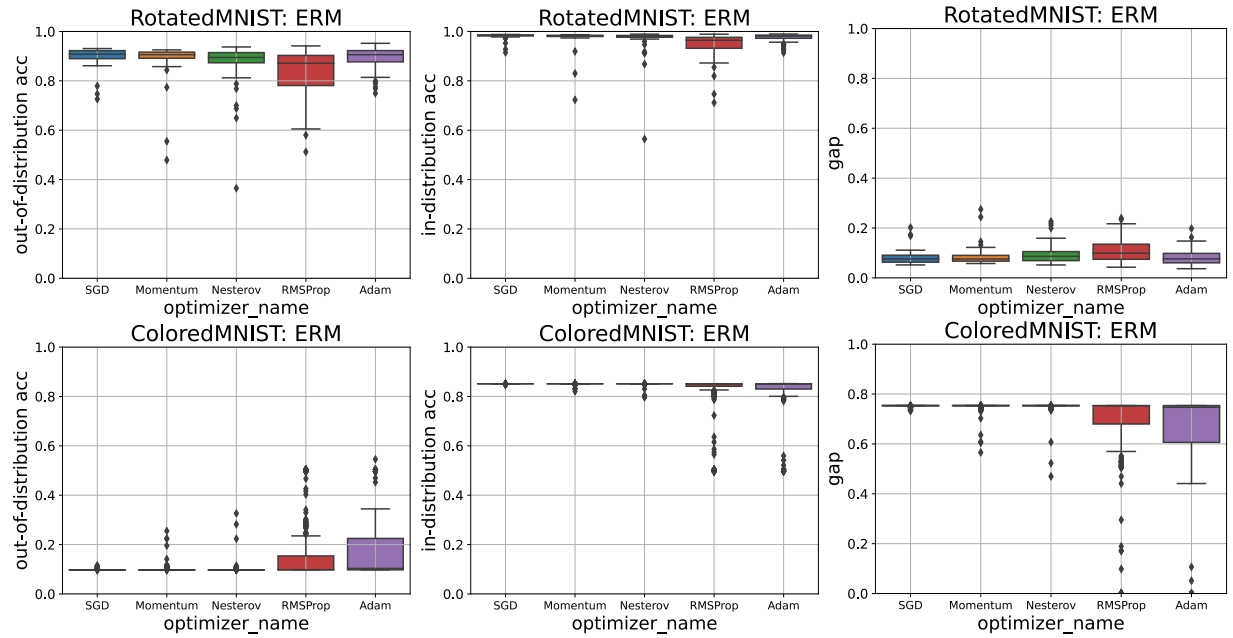 RotatedMNIST: ERM
out-of-distribution acc
1.0
0.8
0.6
0.4
0.2
0.0
SGD Momentum Nesterov RMSProp Adam
optimizer_name
RotatedMNIST: ERM
in-distribution acc
1.0
0.8
0.6
0.4
0.2
0.0
SGD Momentum Nesterov RMSProp Adam
optimizer_name
RotatedMNIST: ERM
gap
1.0
0.8
0.6
0.4
0.2
0.0
SGD Momentum Nesterov RMSProp Adam
optimizer_name
ColoredMNIST: ERM
out-of-distribution acc
1.0
0.8
0.6
0.4
0.2
0.0
SGD Momentum Nesterov RMSProp Adam
optimizer_name
ColoredMNIST: ERM
in-distribution acc
1.0
0.8
0.6
0.4
0.2
0.0
SGD Momentum Nesterov RMSProp Adam
optimizer_name
ColoredMNIST: ERM
gap
1.0
0.8
0.6
0.4
0.2
0.0
SGD Momentum Nesterov RMSProp Adam
optimizer_name